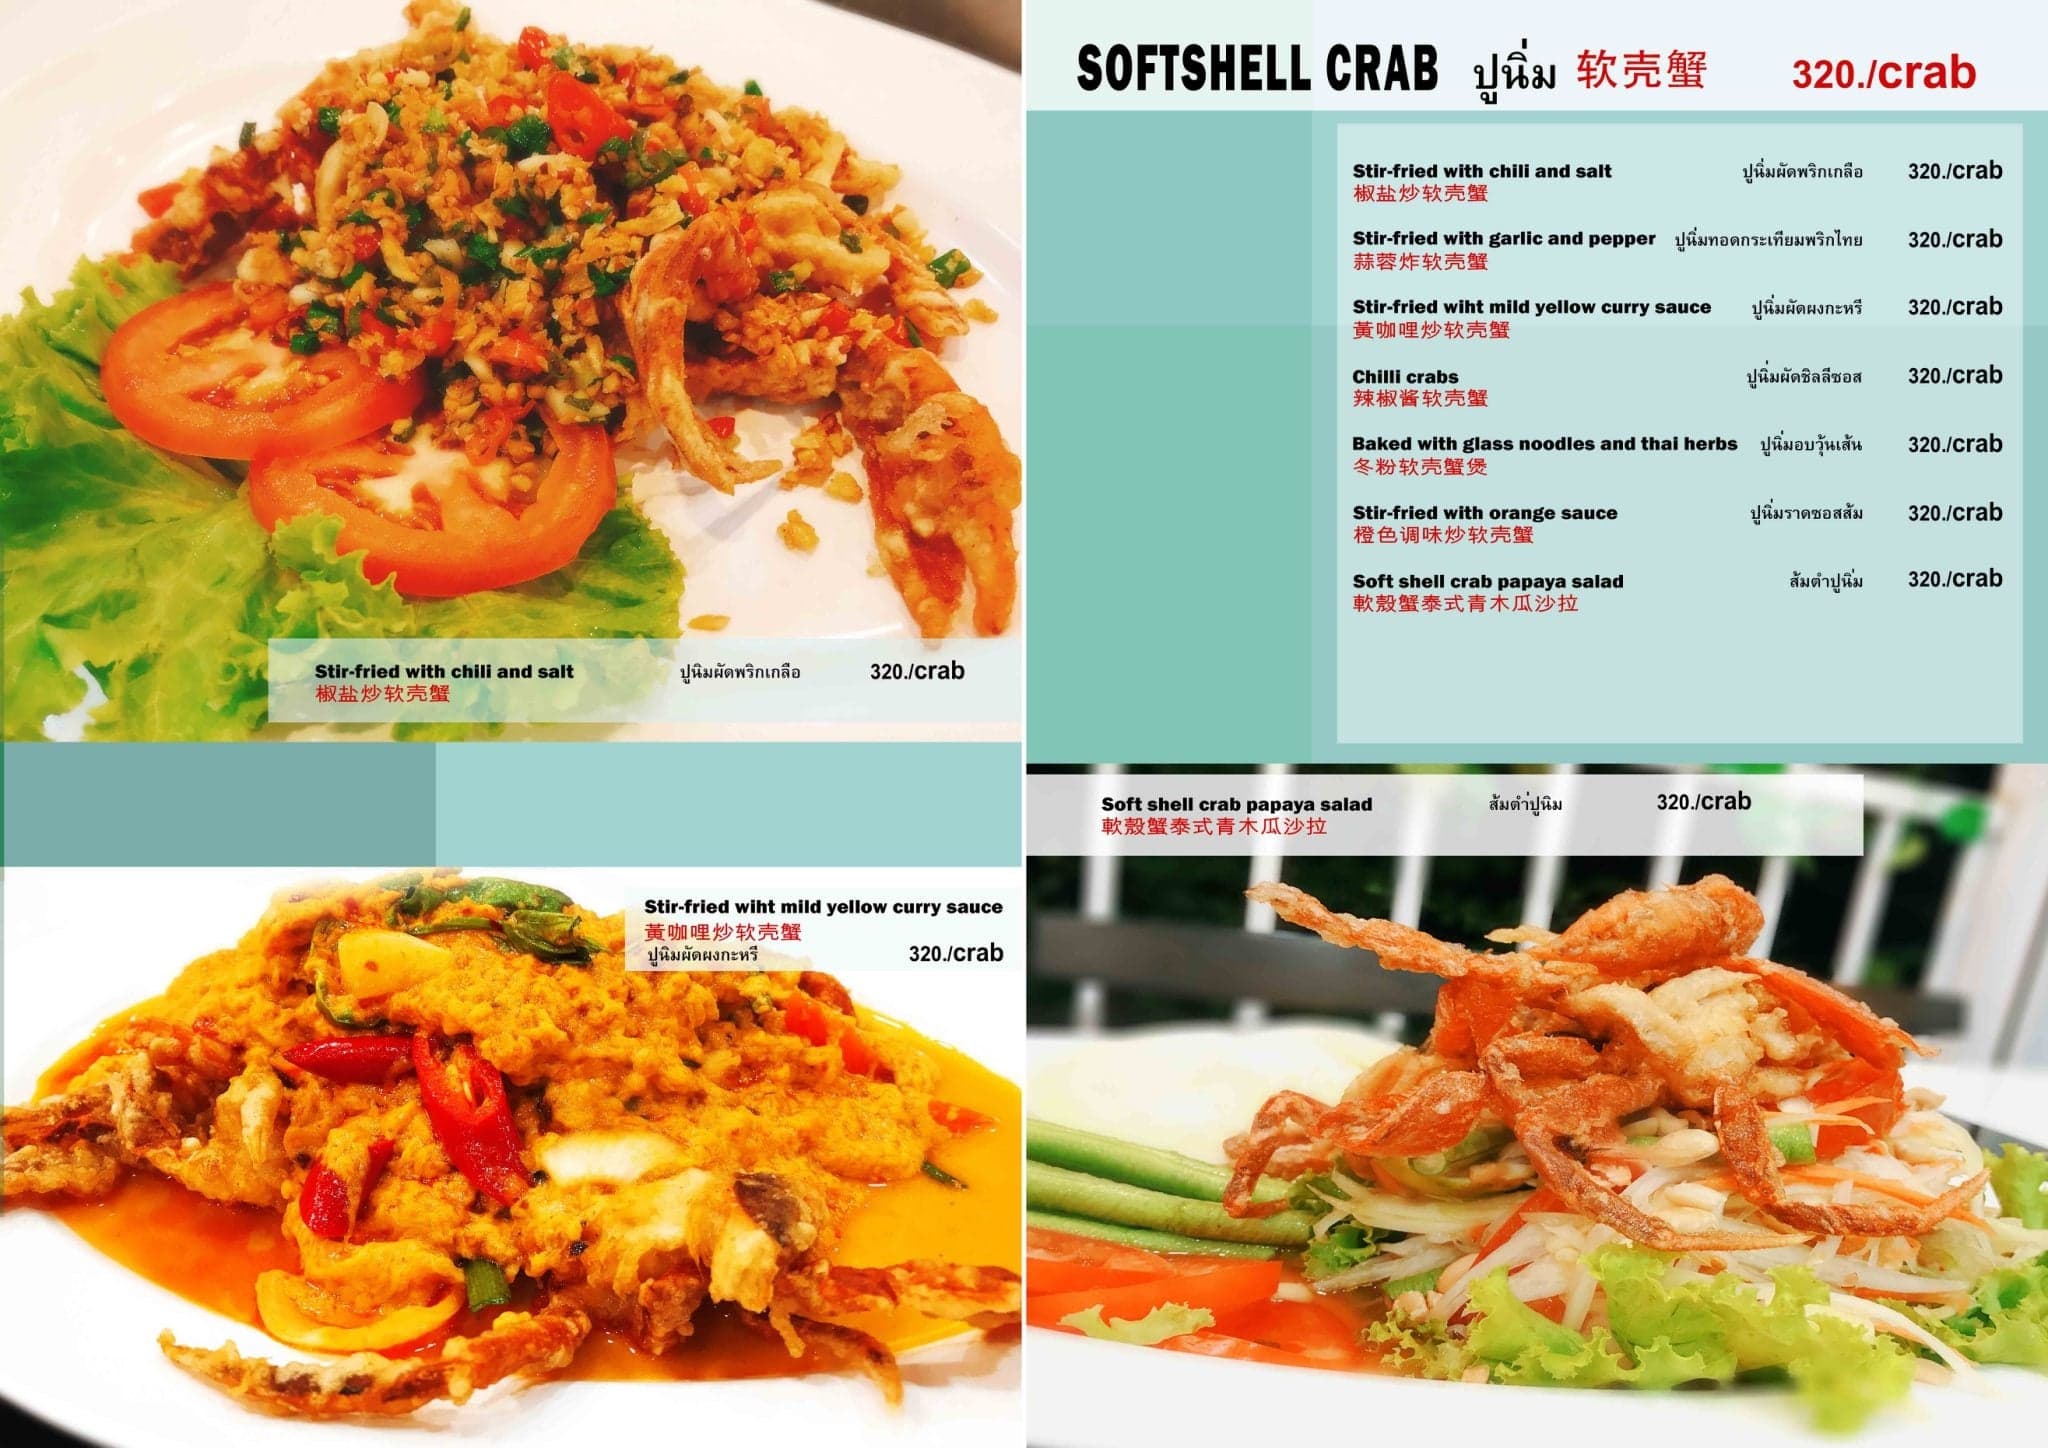 Stir-fried with chili and salt ปูนิมผัดพริกเกลือ 320./crab
椒盐炒软壳蟹
Stir-fried wiht mild yellow curry sauce
黃咖哩炒软壳蟹
ปูนิมผัดผงกะหรี 320./crab
SOFTSHELL CRAB ปูนิ่ม 软壳蟹 320./crab
Stir-fried with chili and salt ปูนิ่มผัดพริกเกลือ 320./crab
椒盐炒软壳蟹
Stir-fried with garlic and pepper ปูนิ่มทอดกระเทียมพริกไทย 320./crab
蒜蓉炸软壳蟹
Stir-fried wiht mild yellow curry sauce ปูนิ่มผัดผงกะหรี 320./crab
黃咖哩炒软壳蟹
Chilli crabs ปูนิ่มผัดชิลลีซอส 320./crab
辣椒酱软壳蟹
Baked with glass noodles and thai herbs ปูนิ่มอบวุ้นเส้น 320./crab
冬粉软壳蟹煲
Stir-fried with orange sauce ปูนิ่มราดซอสส้ม 320./crab
橙色调味炒软壳蟹
Soft shell crab papaya salad ส้มตำปูนิ่ม 320./crab
軟殼蟹泰式青木瓜沙拉
Soft shell crab papaya salad ส้มตำปูนิม 320./crab
軟殼蟹泰式青木瓜沙拉